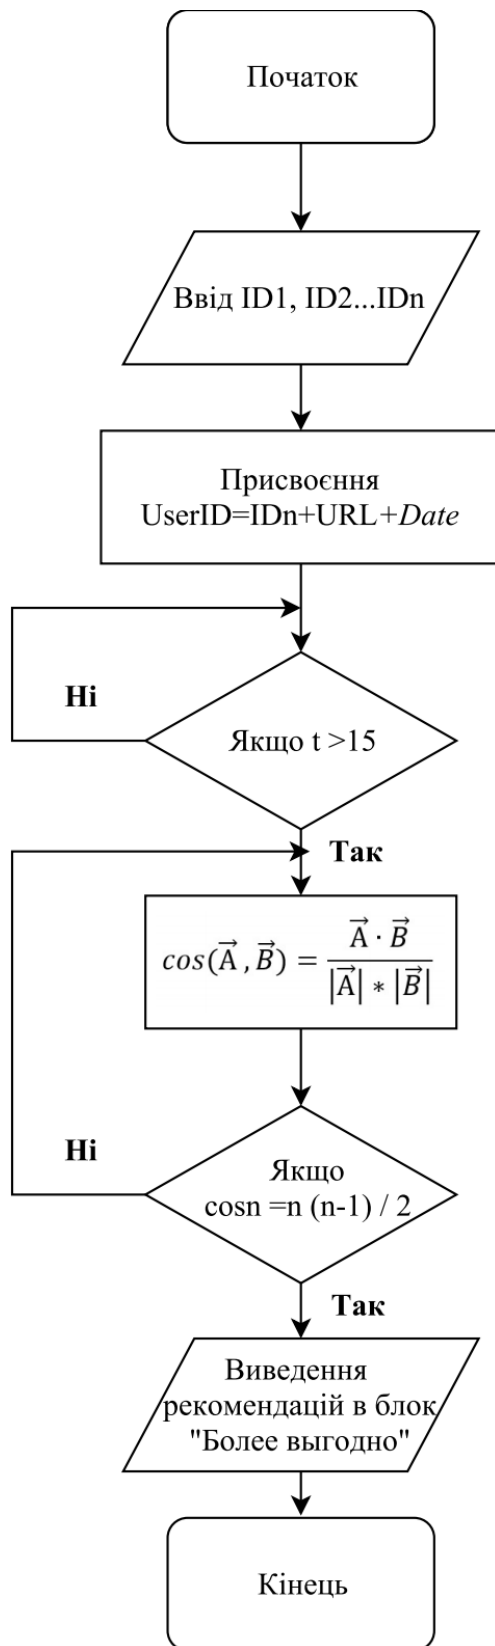 Початок
Ввід ID1, ID2...IDn
Присвоєння
UserID=IDn+URL+Date
Ні
Якщо t >15
Так
cos(A⃗ , B⃗) = A⃗ · B⃗ / |A⃗| * |B⃗|
Ні
Якщо
cosn =n (n-1) / 2
Так
Виведення
рекомендацій в блок
"Более выгодно"
Кінець